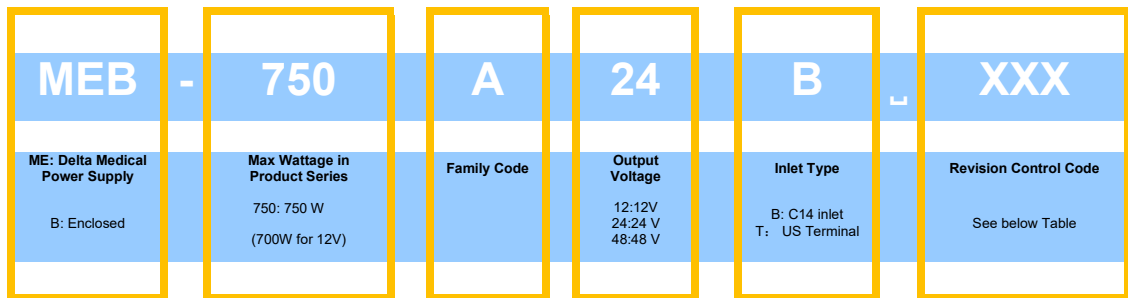 MEB - 750 A 24 B ␣ XXX
ME: Delta Medical
Power Supply
B: Enclosed
Max Wattage in
Product Series
750: 750 W
(700W for 12V)
Family Code
Output
Voltage
12:12V
24:24 V
48:48 V
Inlet Type
B: C14 inlet
T： US Terminal
Revision Control Code
See below Table